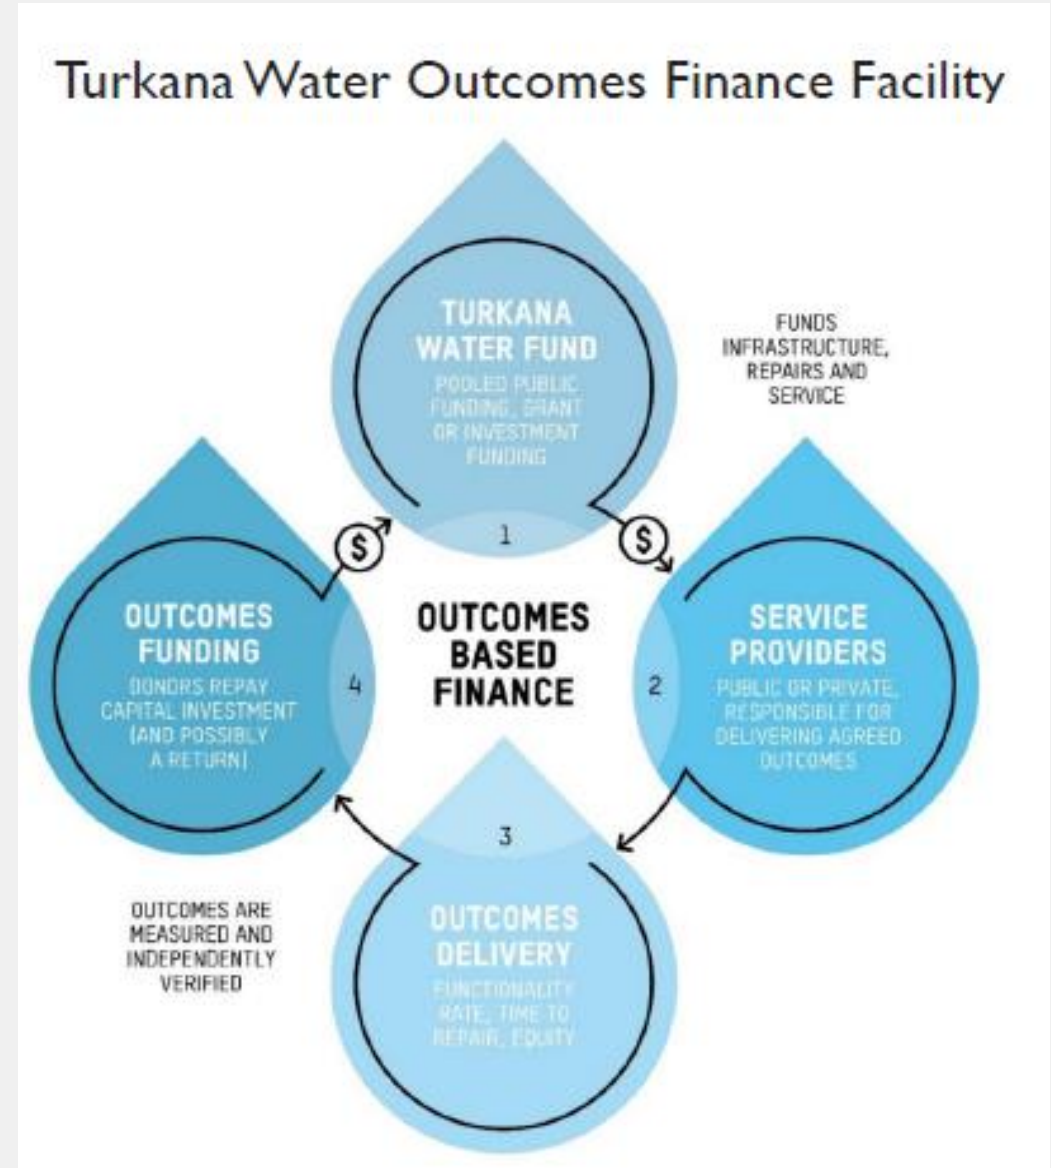 Turkana Water Outcomes Finance Facility
TURKANA
WATER FUND
POOLED PUBLIC
FUNDING, GRANT
OR INVESTMENT
FUNDING
1
FUNDS
INFRASTRUCTURE,
REPAIRS AND
SERVICE
$
$
OUTCOMES
BASED
FINANCE
SERVICE
PROVIDERS
PUBLIC OR PRIVATE,
RESPONSIBLE FOR
DELIVERING AGREED
OUTCOMES
2
OUTCOMES
DELIVERY
FUNCTIONALITY
RATE, TIME TO
REPAIR, EQUITY
3
OUTCOMES ARE
MEASURED AND
INDEPENDENTLY
VERIFIED
OUTCOMES
FUNDING
DONORS REPAY
CAPITAL INVESTMENT
(AND POSSIBLY
A RETURN)
4